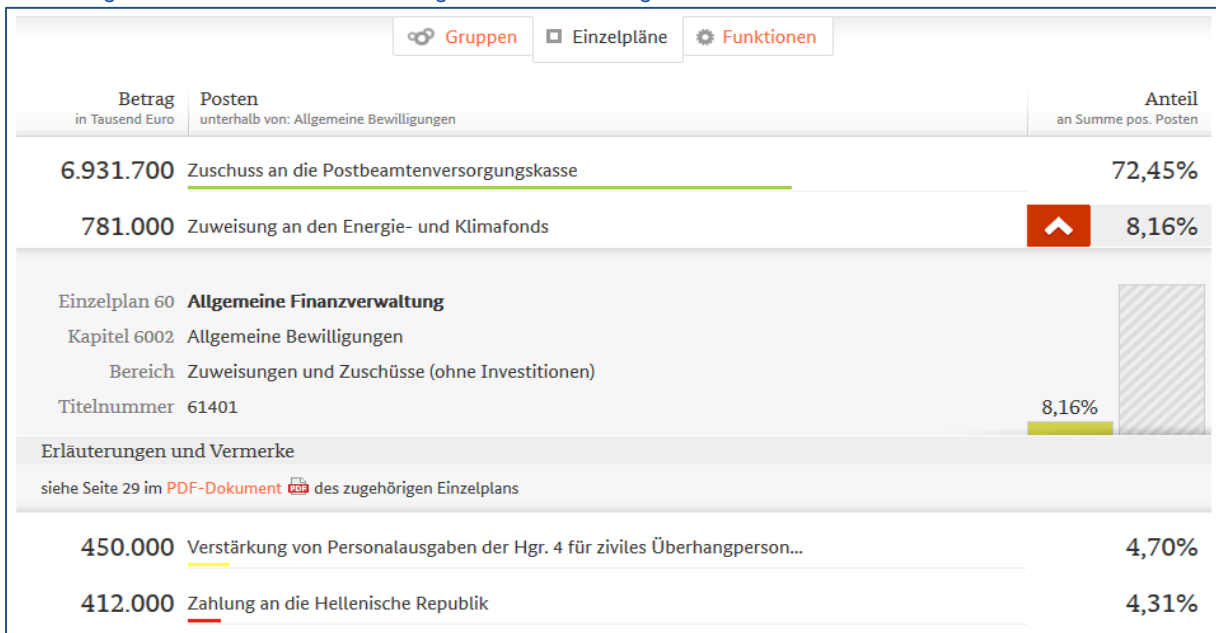 Gruppen Einzelpläne Funktionen
Betrag Posten Anteil
in Tausend Euro unterhalb von: Allgemeine Bewilligungen an Summe pos. Posten
6.931.700 Zuschuss an die Postbeamtenversorgungskasse 72,45%
781.000 Zuweisung an den Energie- und Klimafonds 8,16%
Einzelplan 60 Allgemeine Finanzverwaltung
Kapitel 6002 Allgemeine Bewilligungen
Bereich Zuweisungen und Zuschüsse (ohne Investitionen)
Titelnummer 61401 8,16%
Erläuterungen und Vermerke
siehe Seite 29 im PDF-Dokument PDF des zugehörigen Einzelplans
450.000 Verstärkung von Personalausgaben der Hgr. 4 für ziviles Überhangperson... 4,70%
412.000 Zahlung an die Hellenische Republik 4,31%